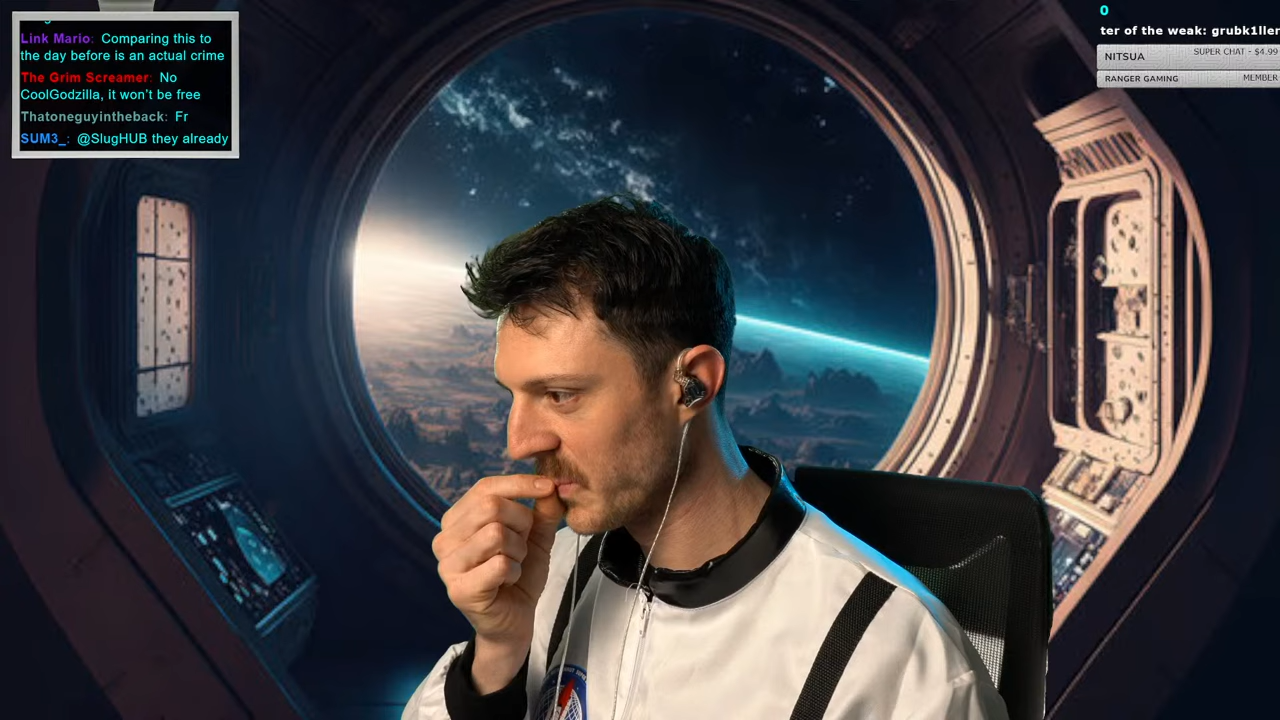 Link Mario: Comparing this to
the day before is an actual crime
The Grim Screamer: No
CoolGodzilla, it won't be free
Thatoneguyintheback: Fr
SUM3_: @SlugHUB they already
0
ter of the weak: grubk1ller
NITSUA SUPER CHAT - $4.99
RANGER GAMING MEMBER